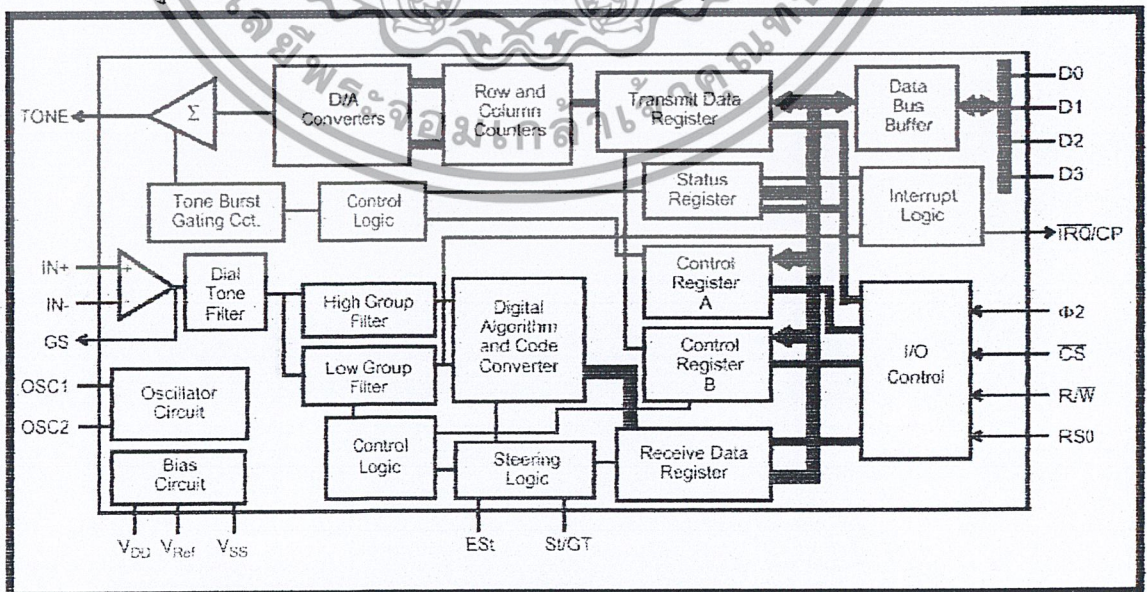 TONE
Σ
D/A
Converters
Row and
Column
Counters
Transmit Data
Register
Data
Bus
Buffer
D0
D1
D2
D3
Tone Burst
Gating Cct.
Control
Logic
Status
Register
Interrupt
Logic
IRQ/CP
IN+
IN-
GS
+
-
Dial
Tone
Filter
High Group
Filter
Low Group
Filter
Digital
Algorithm
and Code
Converter
Control
Register
A
Control
Register
B
I/O
Control
Φ2
CS
R/W
RS0
OSC1
OSC2
Oscillator
Circuit
Bias
Circuit
Control
Logic
Steering
Logic
Receive Data
Register
VDD VRef VSS
ESt St/GT